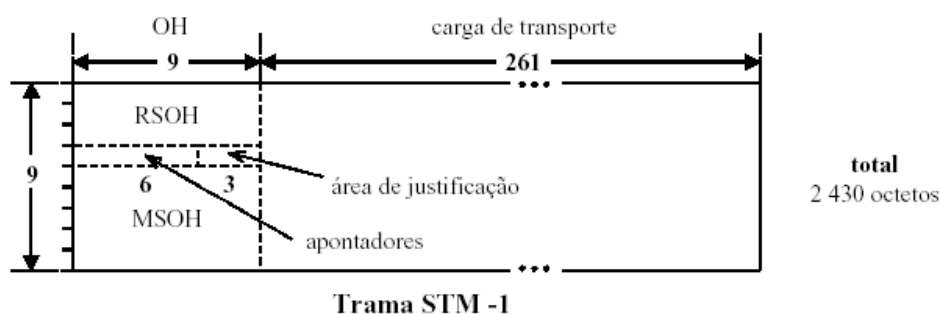 OH
carga de transporte
9
261
RSOH
9
6
3
área de justificação
MSOH
apontadores
total
2 430 octetos
Trama STM -1